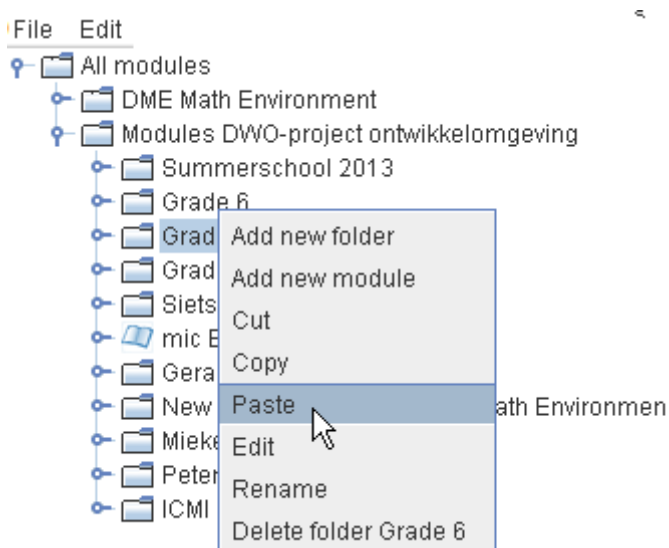 File Edit
All modules
DME Math Environment
Modules DWO-project ontwikkelomgeving
Summerschool 2013
Grade 6
Grad Add new folder
Grad Add new module
Siets Cut
mic E Copy
Gera
New Paste ath Environmen
Mieke Edit
Peter Rename
ICMI Delete folder Grade 6